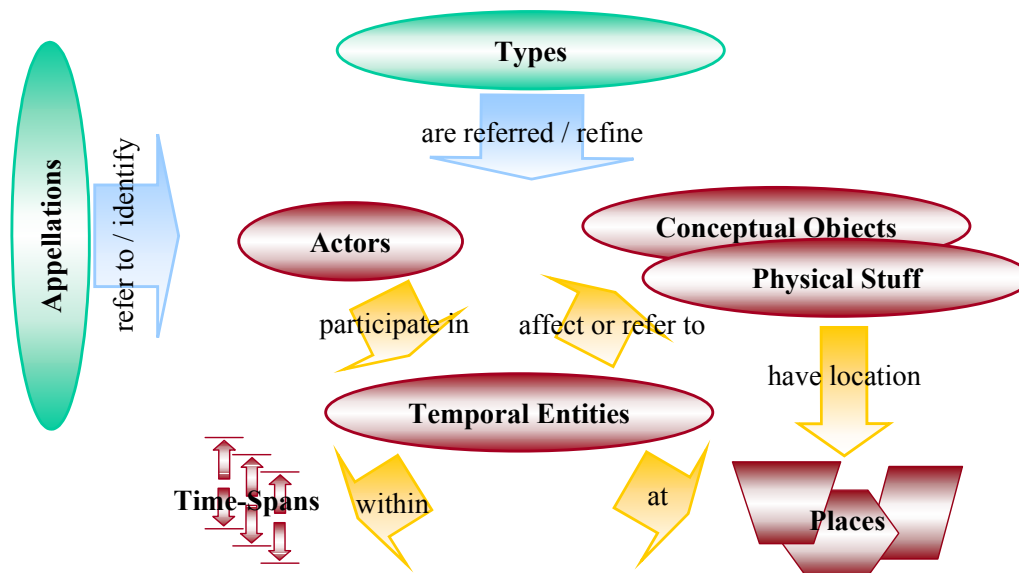 Types
are referred / refine
Appellations
refer to / identify
Actors
Conceptual Objects
Physical Stuff
participate in
affect or refer to
have location
Temporal Entities
Time-Spans
within
at
Places